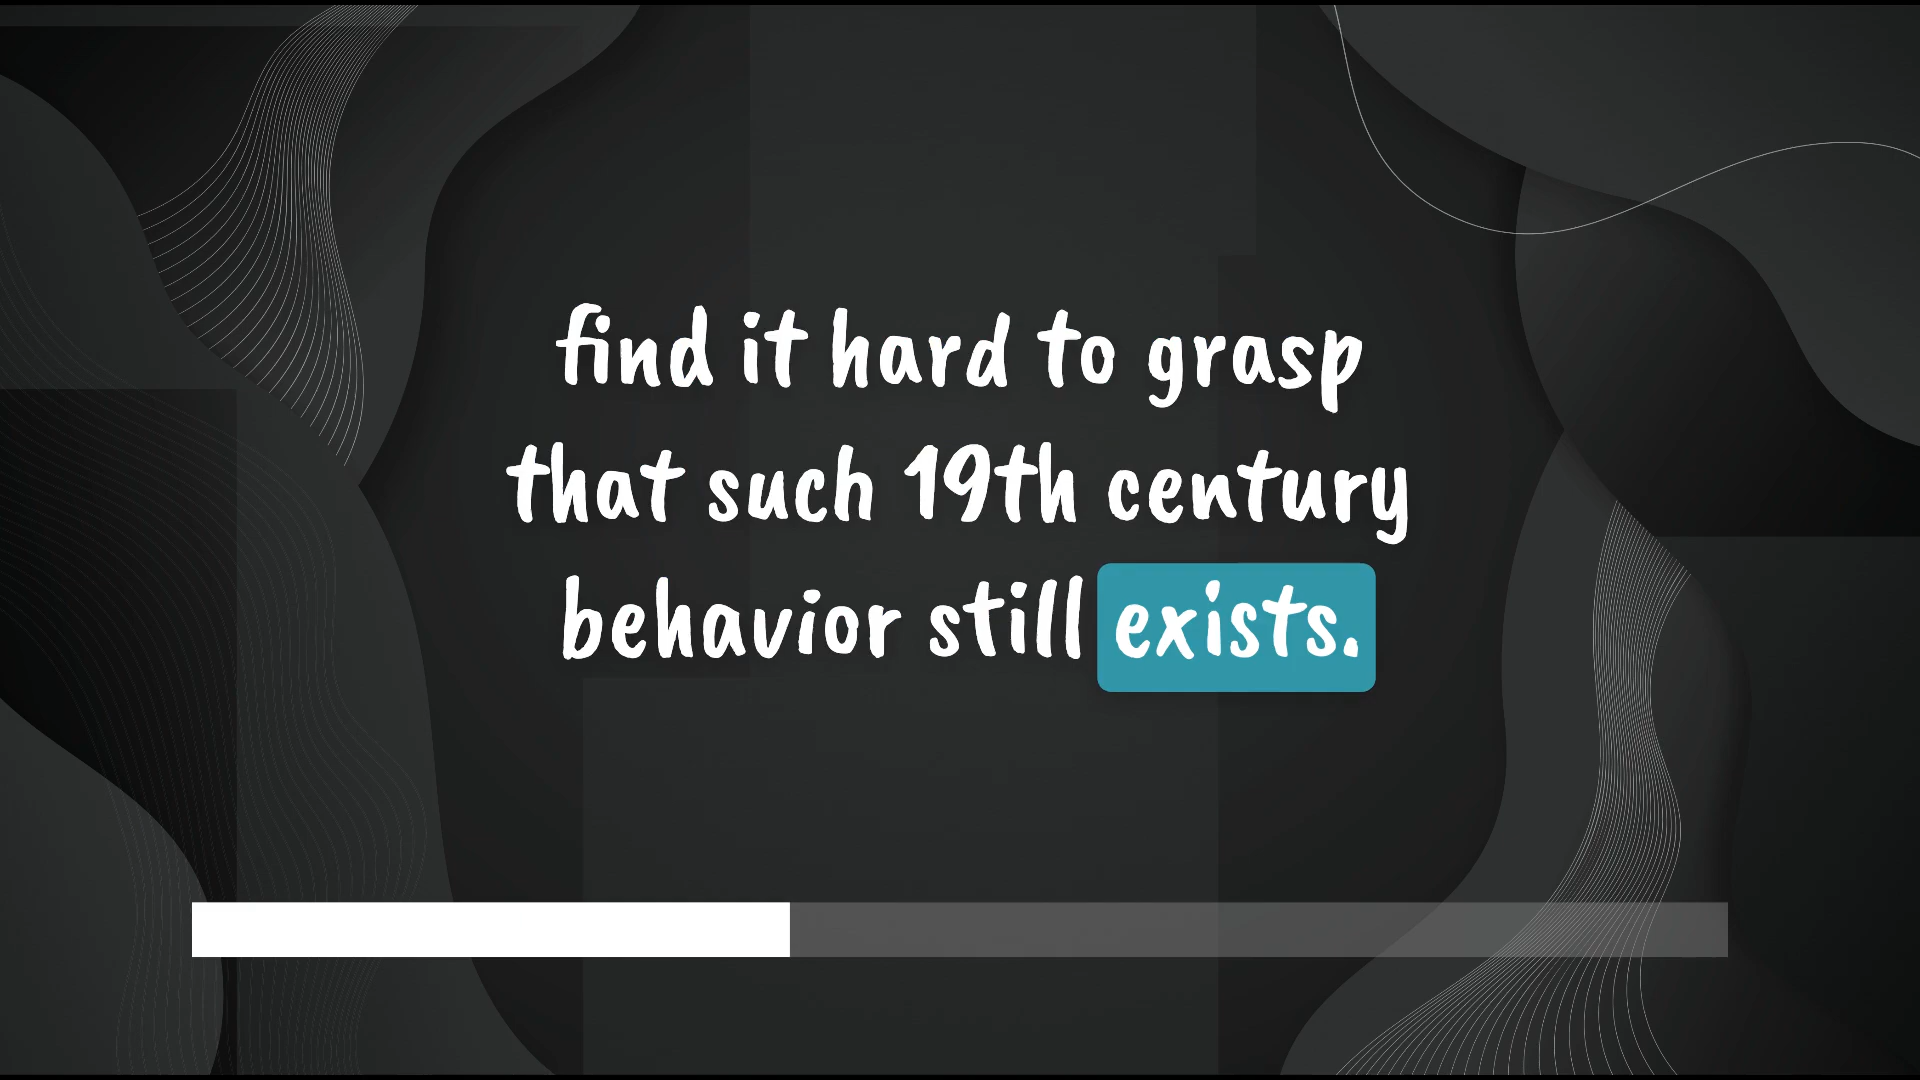 find it hard to grasp
that such 19th century
behavior still exists.